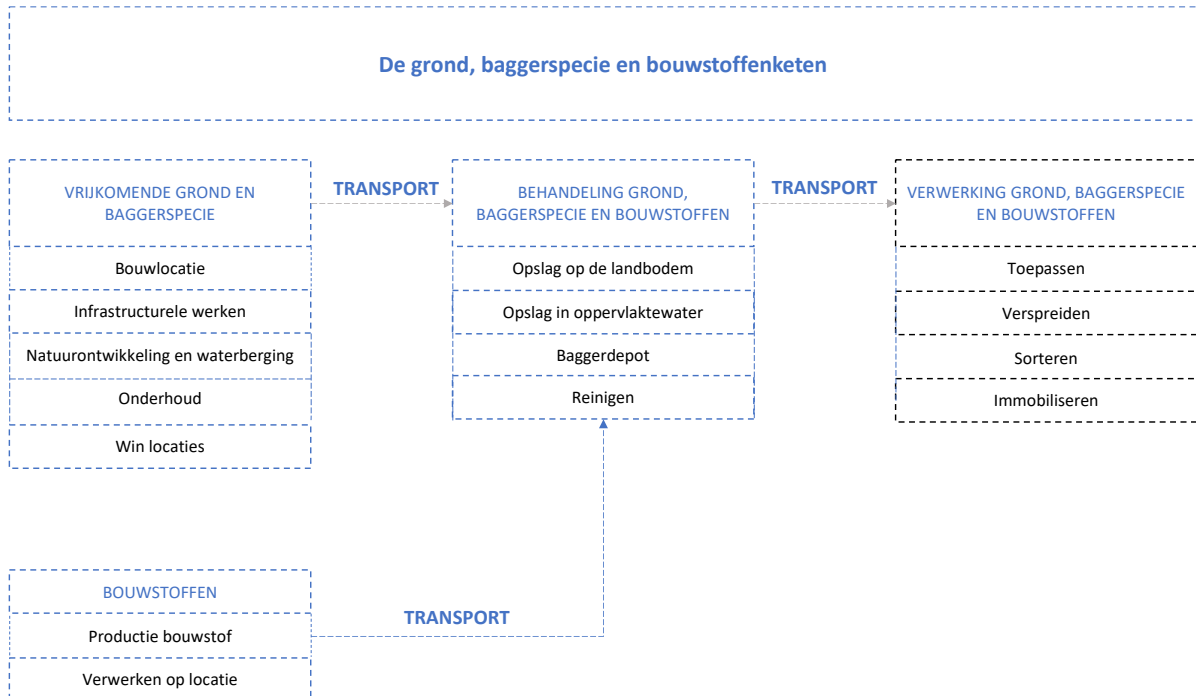 De grond, baggerspecie en bouwstoffenketen
VRIJKOMENDE GROND EN
BAGGERSPECIE
Bouwlocatie
Infrastructurele werken
Natuurontwikkeling en waterberging
Onderhoud
Win locaties
TRANSPORT
BEHANDELING GROND,
BAGGERSPECIE EN BOUWSTOFFEN
Opslag op de landbodem
Opslag in oppervlaktewater
Baggerdepot
Reinigen
TRANSPORT
VERWERKING GROND, BAGGERSPECIE
EN BOUWSTOFFEN
Toepassen
Verspreiden
Sorteren
Immobiliseren
BOUWSTOFFEN
Productie bouwstof
Verwerken op locatie
TRANSPORT